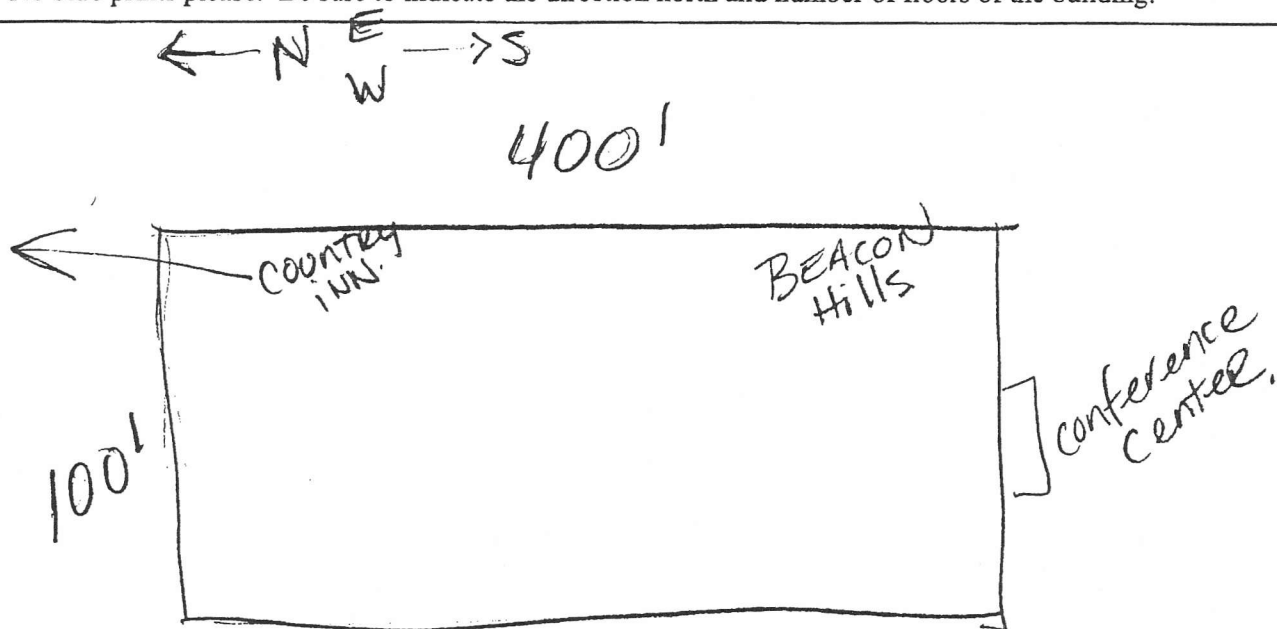 N E S
W
400'
COUNTRY
INN.
BEACON
Hills
conference
center.
100'